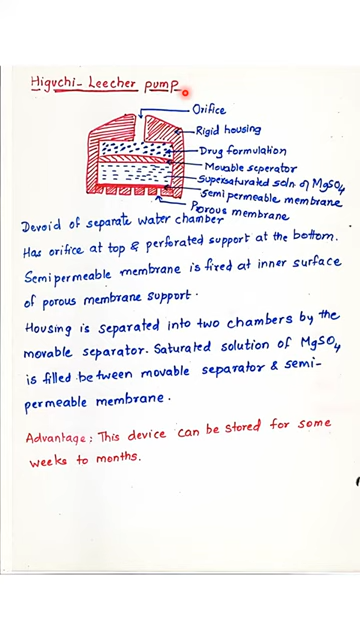 Higuchi - Leecher pump
Orifice
Rigid housing
Drug formulation
Movable seperator
Supersaturated soln of MgSO4
Semi permeable membrane
Porous membrane
Devoid of separate water chamber
Has orifice at top & perforated support at the bottom.
Semi permeable membrane is fixed at inner surface
of porous membrane support.
Housing is separated into two chambers by the
movable separator. Saturated solution of MgSO4
is filled between movable separator & semi-
permeable membrane.
Advantage: This device can be stored for some
weeks to months.